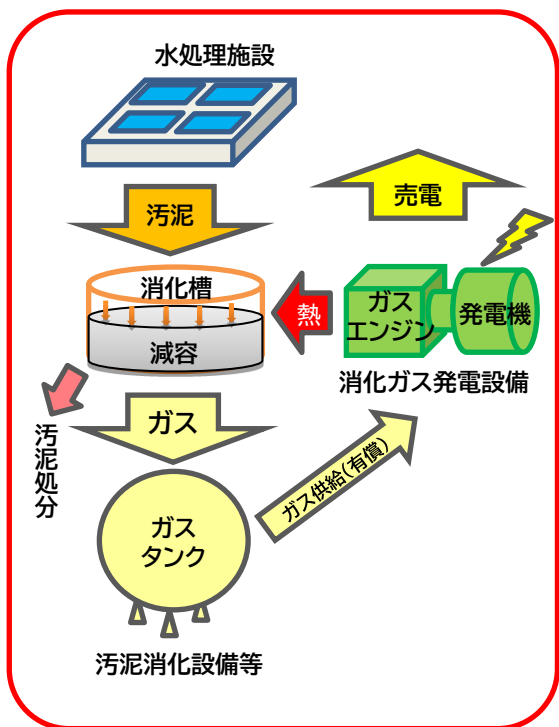 水処理施設
汚泥
売電
消化槽
減容
熱
ガス
エンジン
発電機
消化ガス発電設備
汚泥処分
ガス
ガス供給(有償)
ガス
タンク
汚泥消化設備等